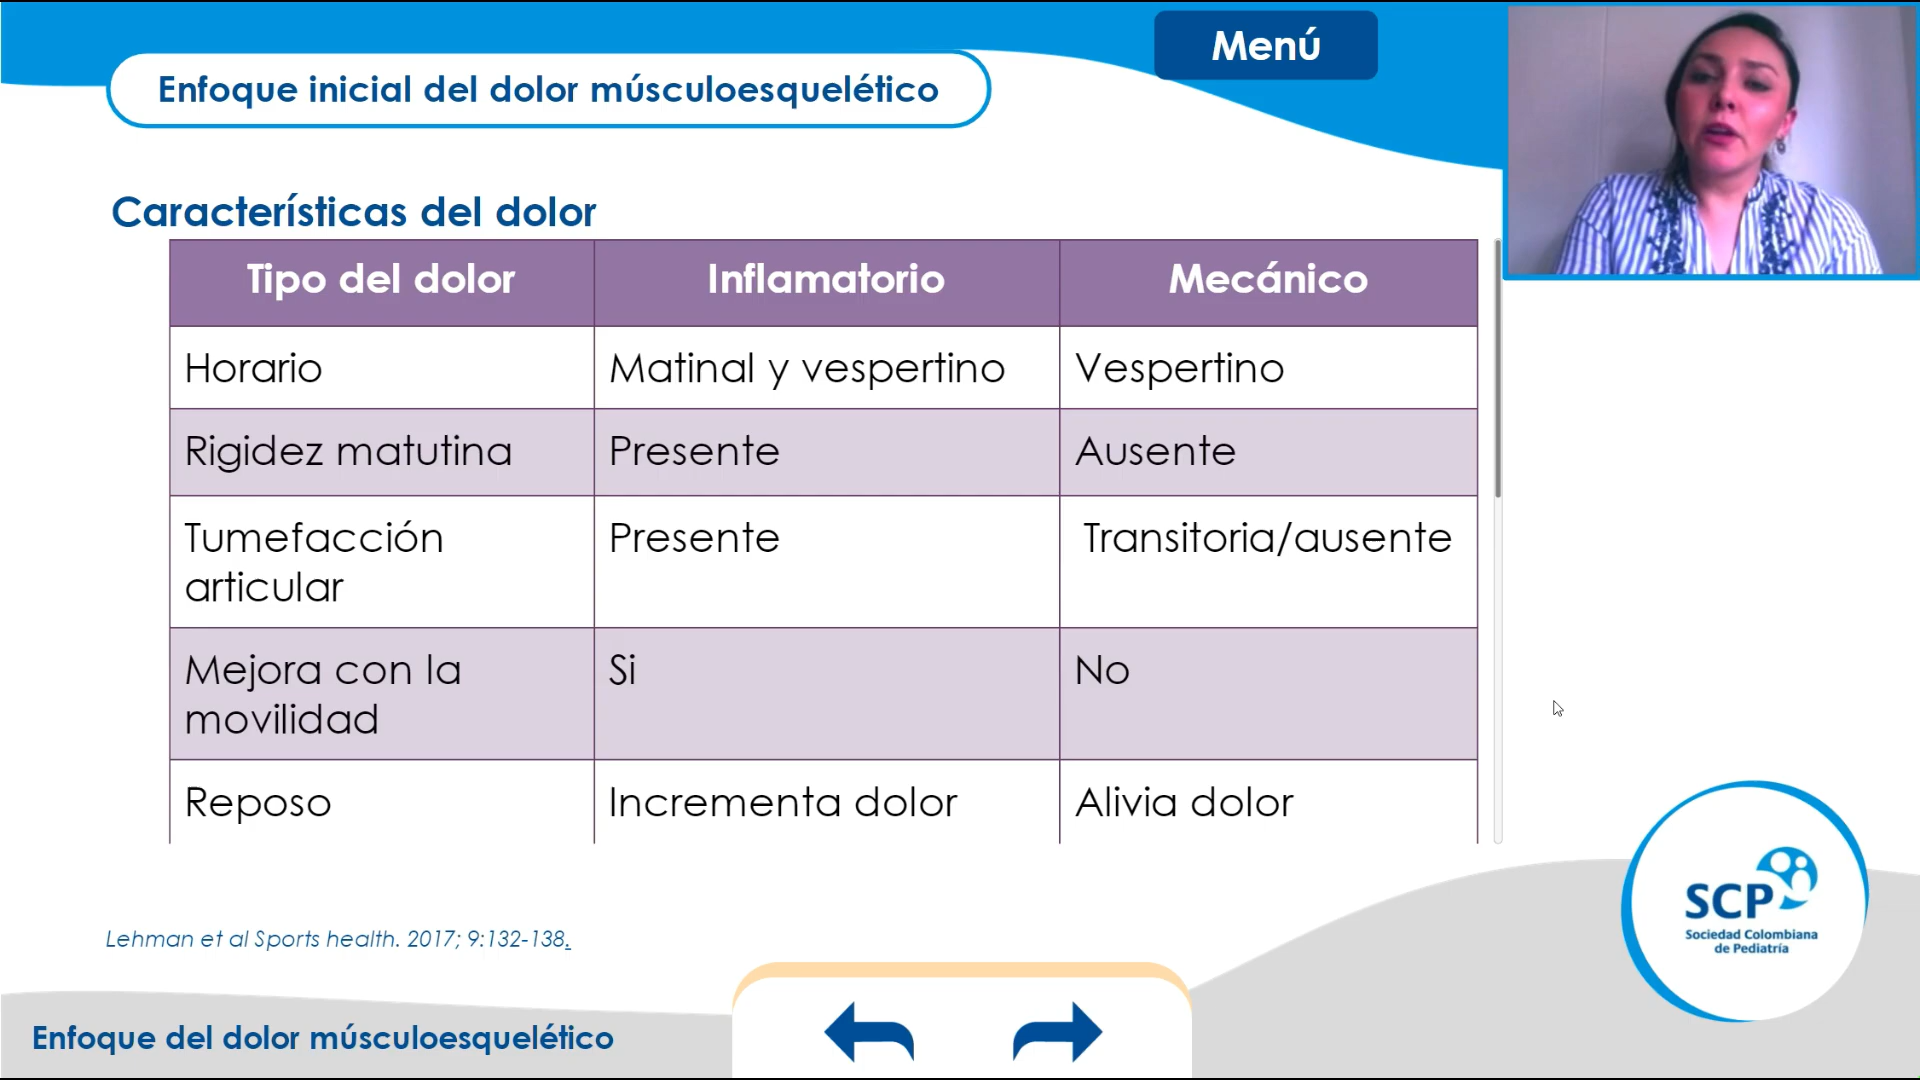 Menú
Enfoque inicial del dolor músculoesquelético
Características del dolor
Tipo del dolor
Inflamatorio
Mecánico
Horario
Matinal y vespertino
Vespertino
Rigidez matutina
Presente
Ausente
Tumefacción
articular
Presente
Transitoria/ausente
Mejora con la
movilidad
Si
No
Reposo
Incrementa dolor
Alivia dolor
Lehman et al Sports health. 2017; 9:132-138.
SCP
Sociedad Colombiana
de Pediatría
Enfoque del dolor músculoesquelético